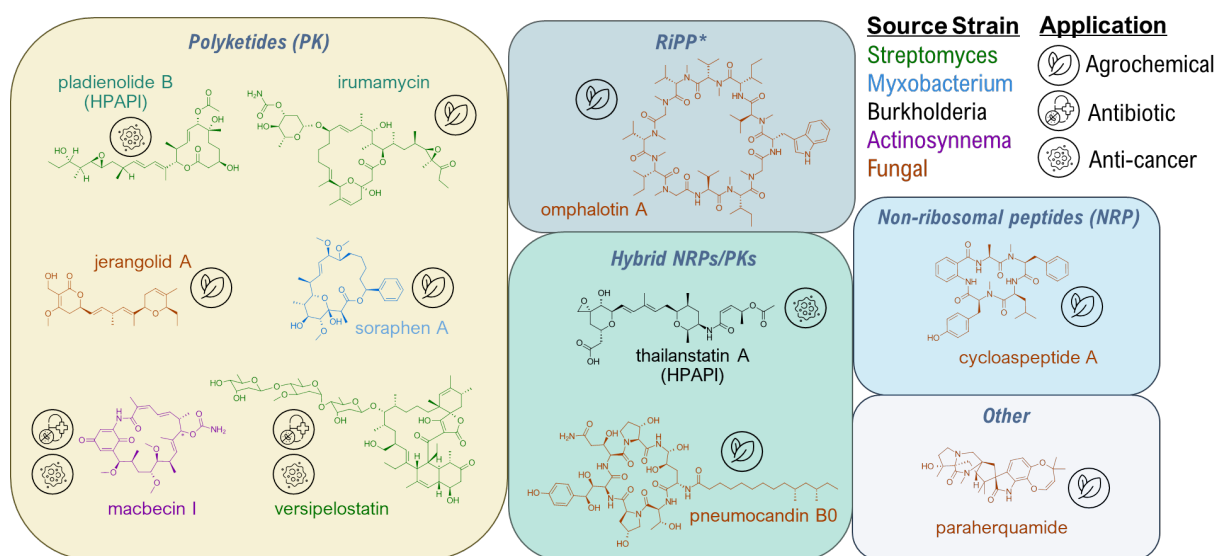 Polyketides (PK)
pladienolide B
(HPAPI)
irumamycin
jerangolid A
soraphen A
macbecin I
versipelostatin
RiPP*
omphalotin A
Hybrid NRPs/PKs
thailanstatin A
(HPAPI)
pneumocandin B0
Source Strain
Streptomyces
Myxobacterium
Burkholderia
Actinosynnema
Fungal
Application
Agrochemical
Antibiotic
Anti-cancer
Non-ribosomal peptides (NRP)
cycloaspeptide A
Other
paraherquamide